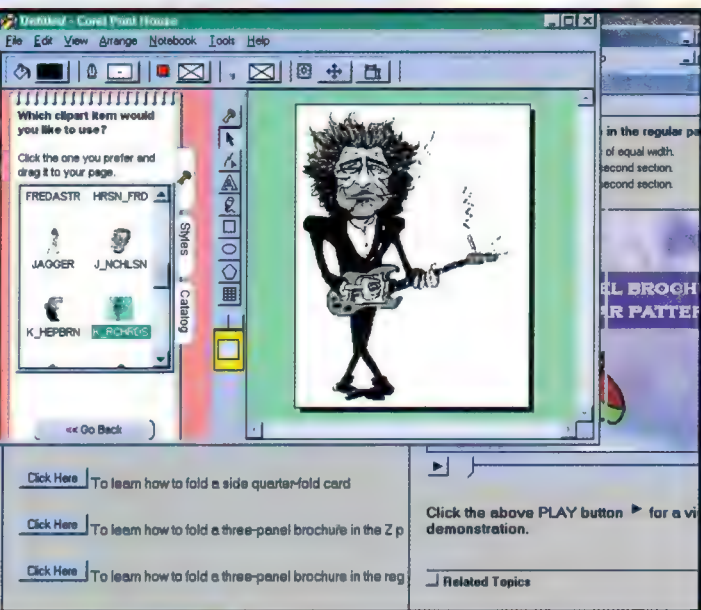 Untitled - Corel Print House
File Edit View Arrange Notebook Tools Help
Which clipart item would
you like to use?
Click the one you prefer and
drag it to your page.
FREDASTR HRSN_FRD
JAGGER J_NCHLSN
K_HEPBRN K_RCHRDS
Styles
Catalog
<< Go Back
in the regular pa
of equal width.
second section.
second section.
EL BROCH
R PATTER
Click Here To learn how to fold a side quarter-fold card
Click Here To learn how to fold a three-panel brochure in the Z p
Click Here To learn how to fold a three-panel brochure in the reg
Click the above PLAY button for a vi
demonstration.
Related Topics